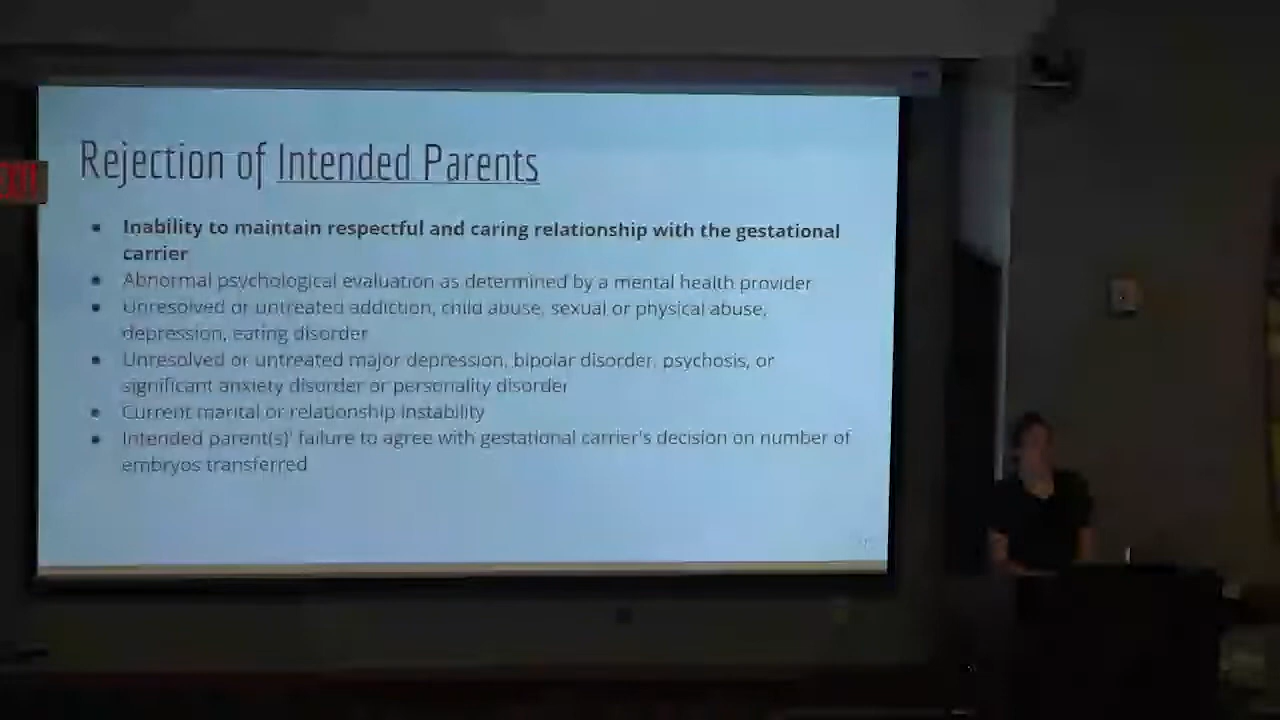 Rejection of Intended Parents
EXIT
• Inability to maintain respectful and caring relationship with the gestational
carrier
• Abnormal psychological evaluation as determined by a mental health provider
• Unresolved or untreated addiction, child abuse, sexual or physical abuse,
depression, eating disorder
• Unresolved or untreated major depression, bipolar disorder, psychosis, or
significant anxiety disorder or personality disorder
• Current marital or relationship instability
• Intended parent(s)' failure to agree with gestational carrier's decision on number of
embryos transferred